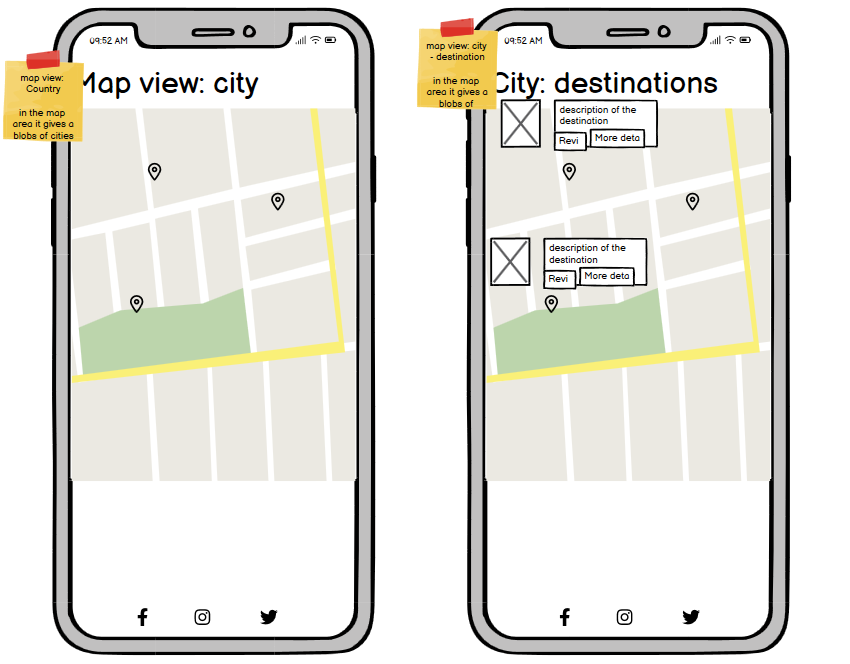 09:52 AM
Map view: city
map view:
Country
in the map
area it gives a
blobs of cities
09:52 AM
City: destinations
map view: city
- destination
in the map
area it gives a
blobs of
description of the
destination
Revi
More deta
description of the
destination
Revi
More deta